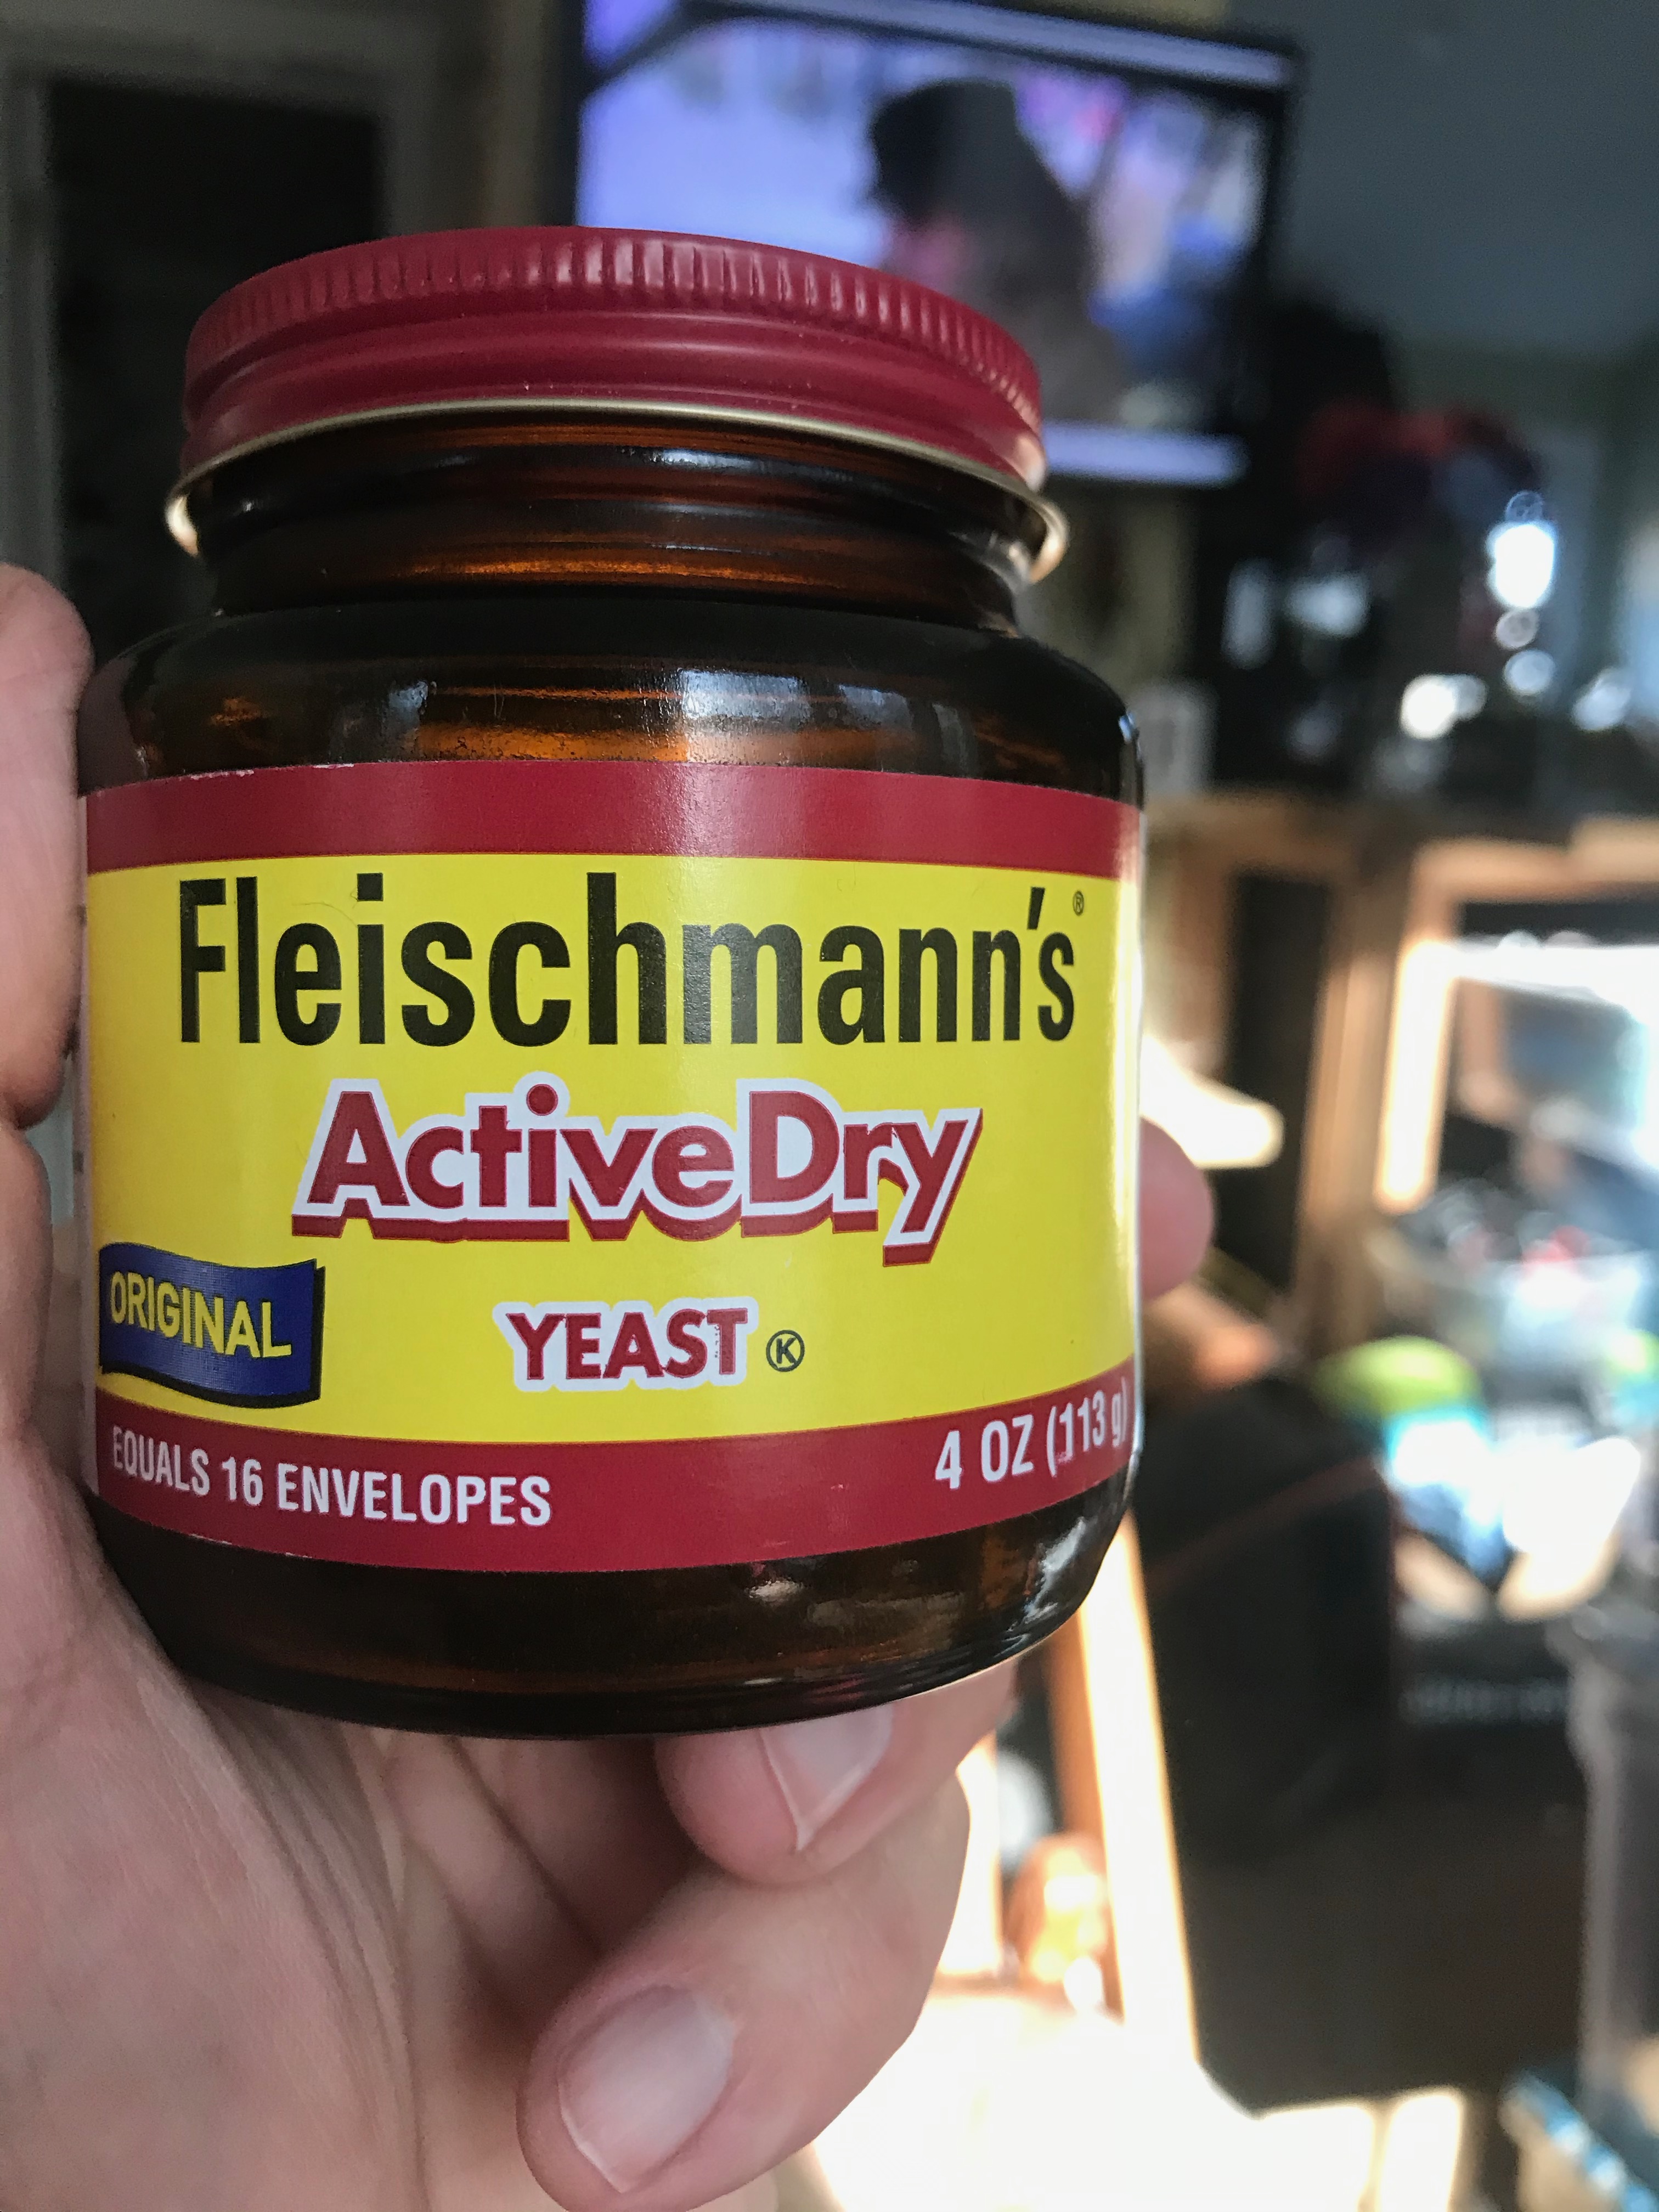 Fleischmann's®
ActiveDry
ORIGINAL
YEAST Ⓚ
EQUALS 16 ENVELOPES
4 OZ (113 g)